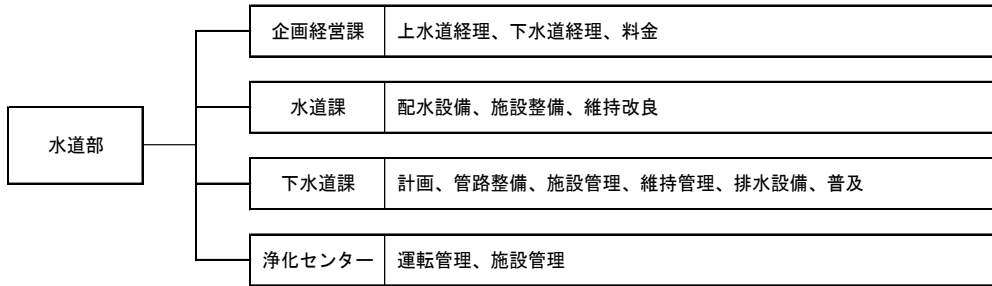 企画経営課 上水道経理、下水道経理、料金
水道課 配水設備、施設整備、維持改良
水道部
下水道課 計画、管路整備、施設管理、維持管理、排水設備、普及
浄化センター 運転管理、施設管理